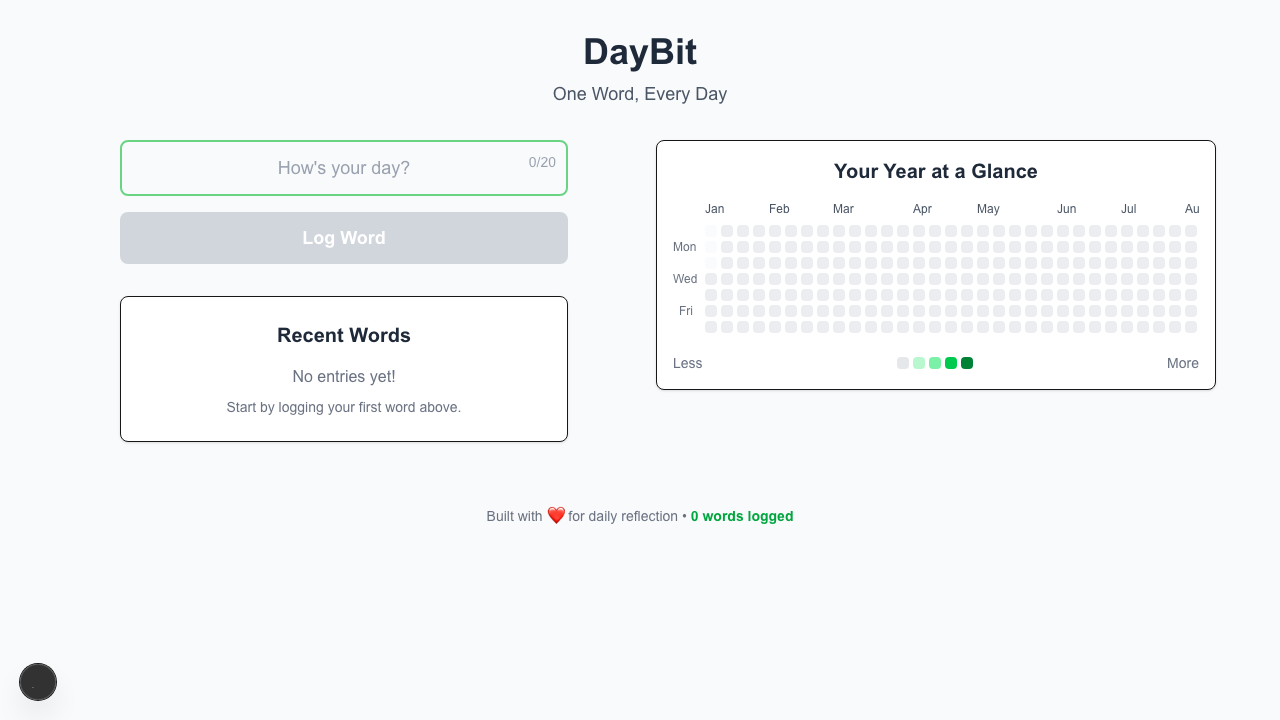 DayBit
One Word, Every Day
How's your day?
0/20
Log Word
Recent Words
No entries yet!
Start by logging your first word above.
Your Year at a Glance
Jan Feb Mar Apr May Jun Jul Au
Mon
Wed
Fri
Less More
Built with ❤️ for daily reflection • 0 words logged